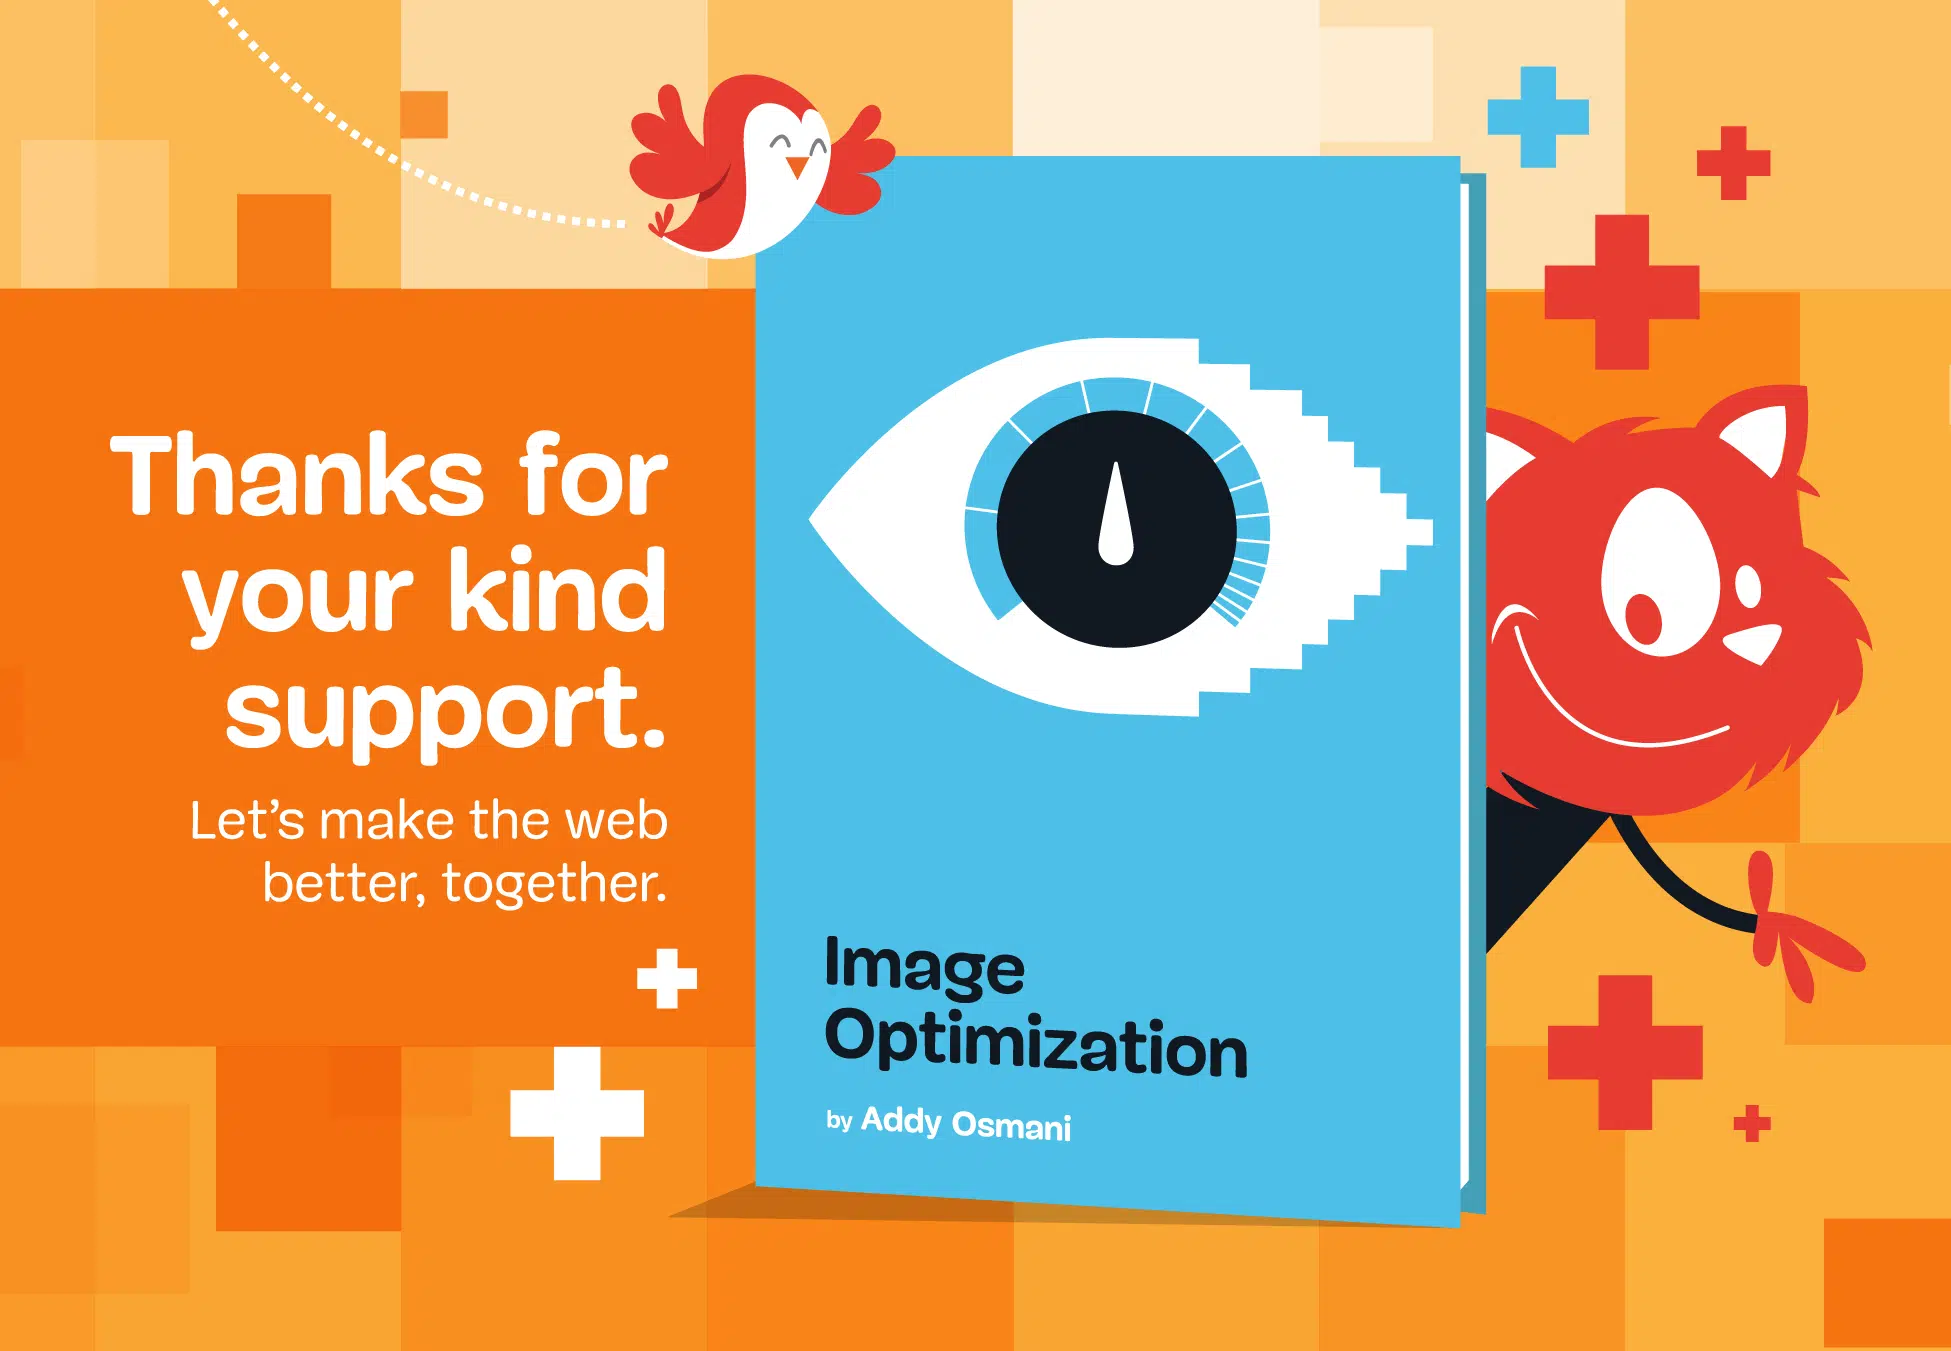 Thanks for
your kind
support.
Let’s make the web
better, together.
Image
Optimization
by Addy Osmani